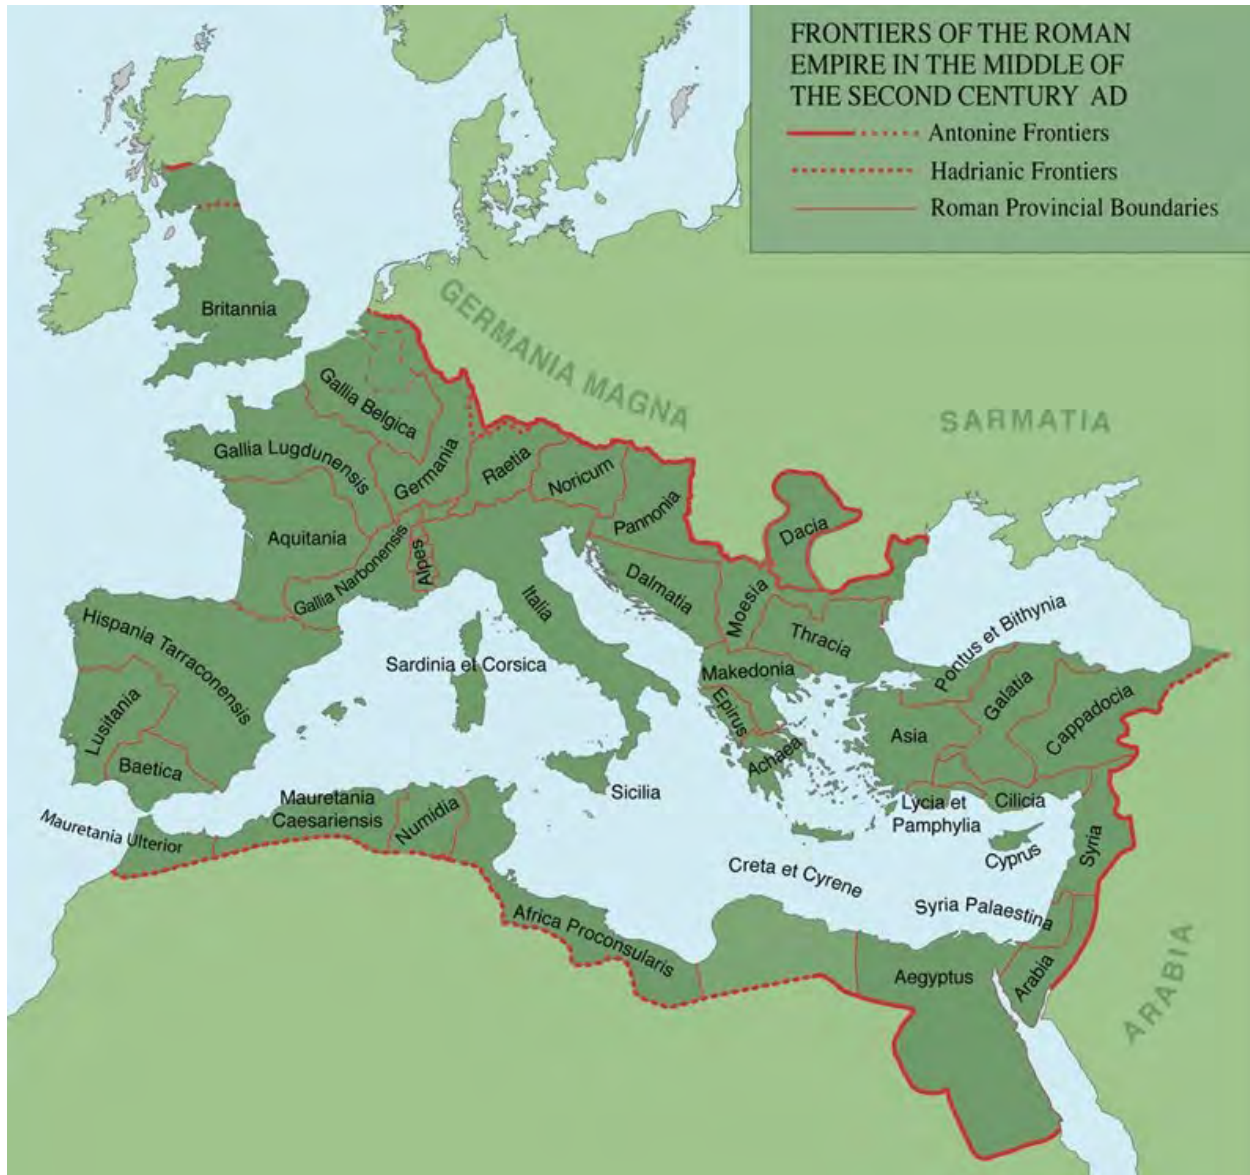 FRONTIERS OF THE ROMAN
EMPIRE IN THE MIDDLE OF
THE SECOND CENTURY AD
Antonine Frontiers
Hadrianic Frontiers
Roman Provincial Boundaries
Britannia
GERMANIA MAGNA
SARMATIA
Gallia Belgica
Gallia Lugdunensis
Germania
Raetia
Noricum
Pannonia
Dacia
Aquitania
Gallia Narbonensis
Alpes
Italia
Dalmatia
Moesia
Thracia
Pontus et Bithynia
Hispania Tarraconensis
Sardinia et Corsica
Makedonia
Galatia
Cappadocia
Lusitania
Epirus
Asia
Baetica
Achaea
Sicilia
Mauretania
Caesariensis
Numidia
Lycia et
Pamphylia
Cilicia
Mauretania Ulterior
Cyprus
Syria
Creta et Cyrene
Syria Palaestina
Africa Proconsularis
Aegyptus
Arabia
ARABIA